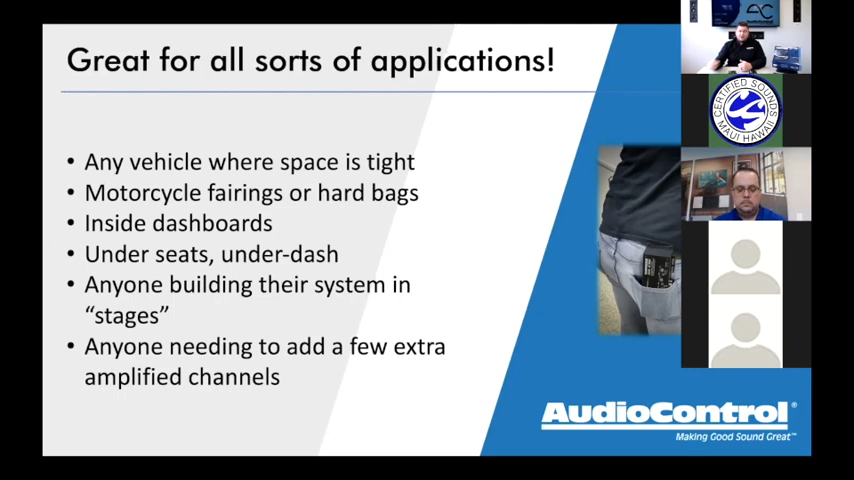 Great for all sorts of applications!
• Any vehicle where space is tight
• Motorcycle fairings or hard bags
• Inside dashboards
• Under seats, under-dash
• Anyone building their system in
“stages”
• Anyone needing to add a few extra
amplified channels
CERTIFIED SOUNDS
MAUI HAWAII
AudioControl®
Making Good Sound Great™